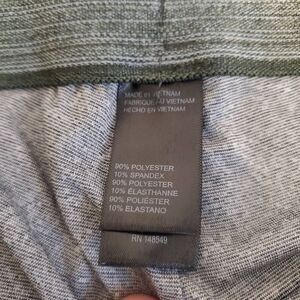 MADE IN VIETNAM
FABRIQUÉ AU VIETNAM
HECHO EN VIETNAM
90% POLYESTER
10% SPANDEX
90% POLYESTER
10% ÉLASTHANNE
90% POLIÉSTER
10% ELASTANO
RN 148549